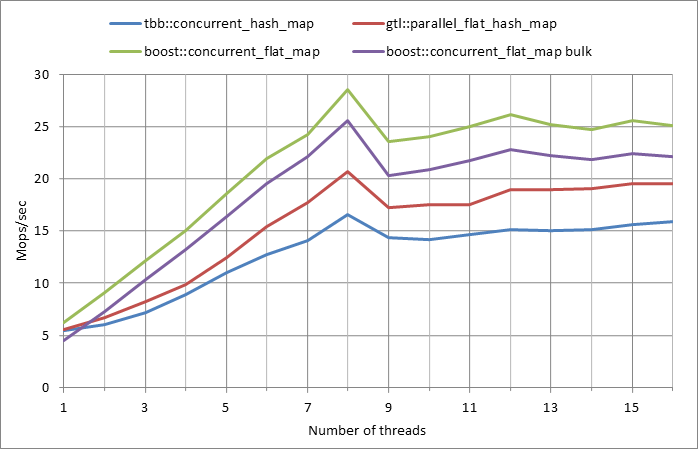 tbb::concurrent_hash_map gtl::parallel_flat_hash_map
boost::concurrent_flat_map boost::concurrent_flat_map bulk
30
25
20
15
10
5
0
Mops/sec
1 3 5 7 9 11 13 15
Number of threads